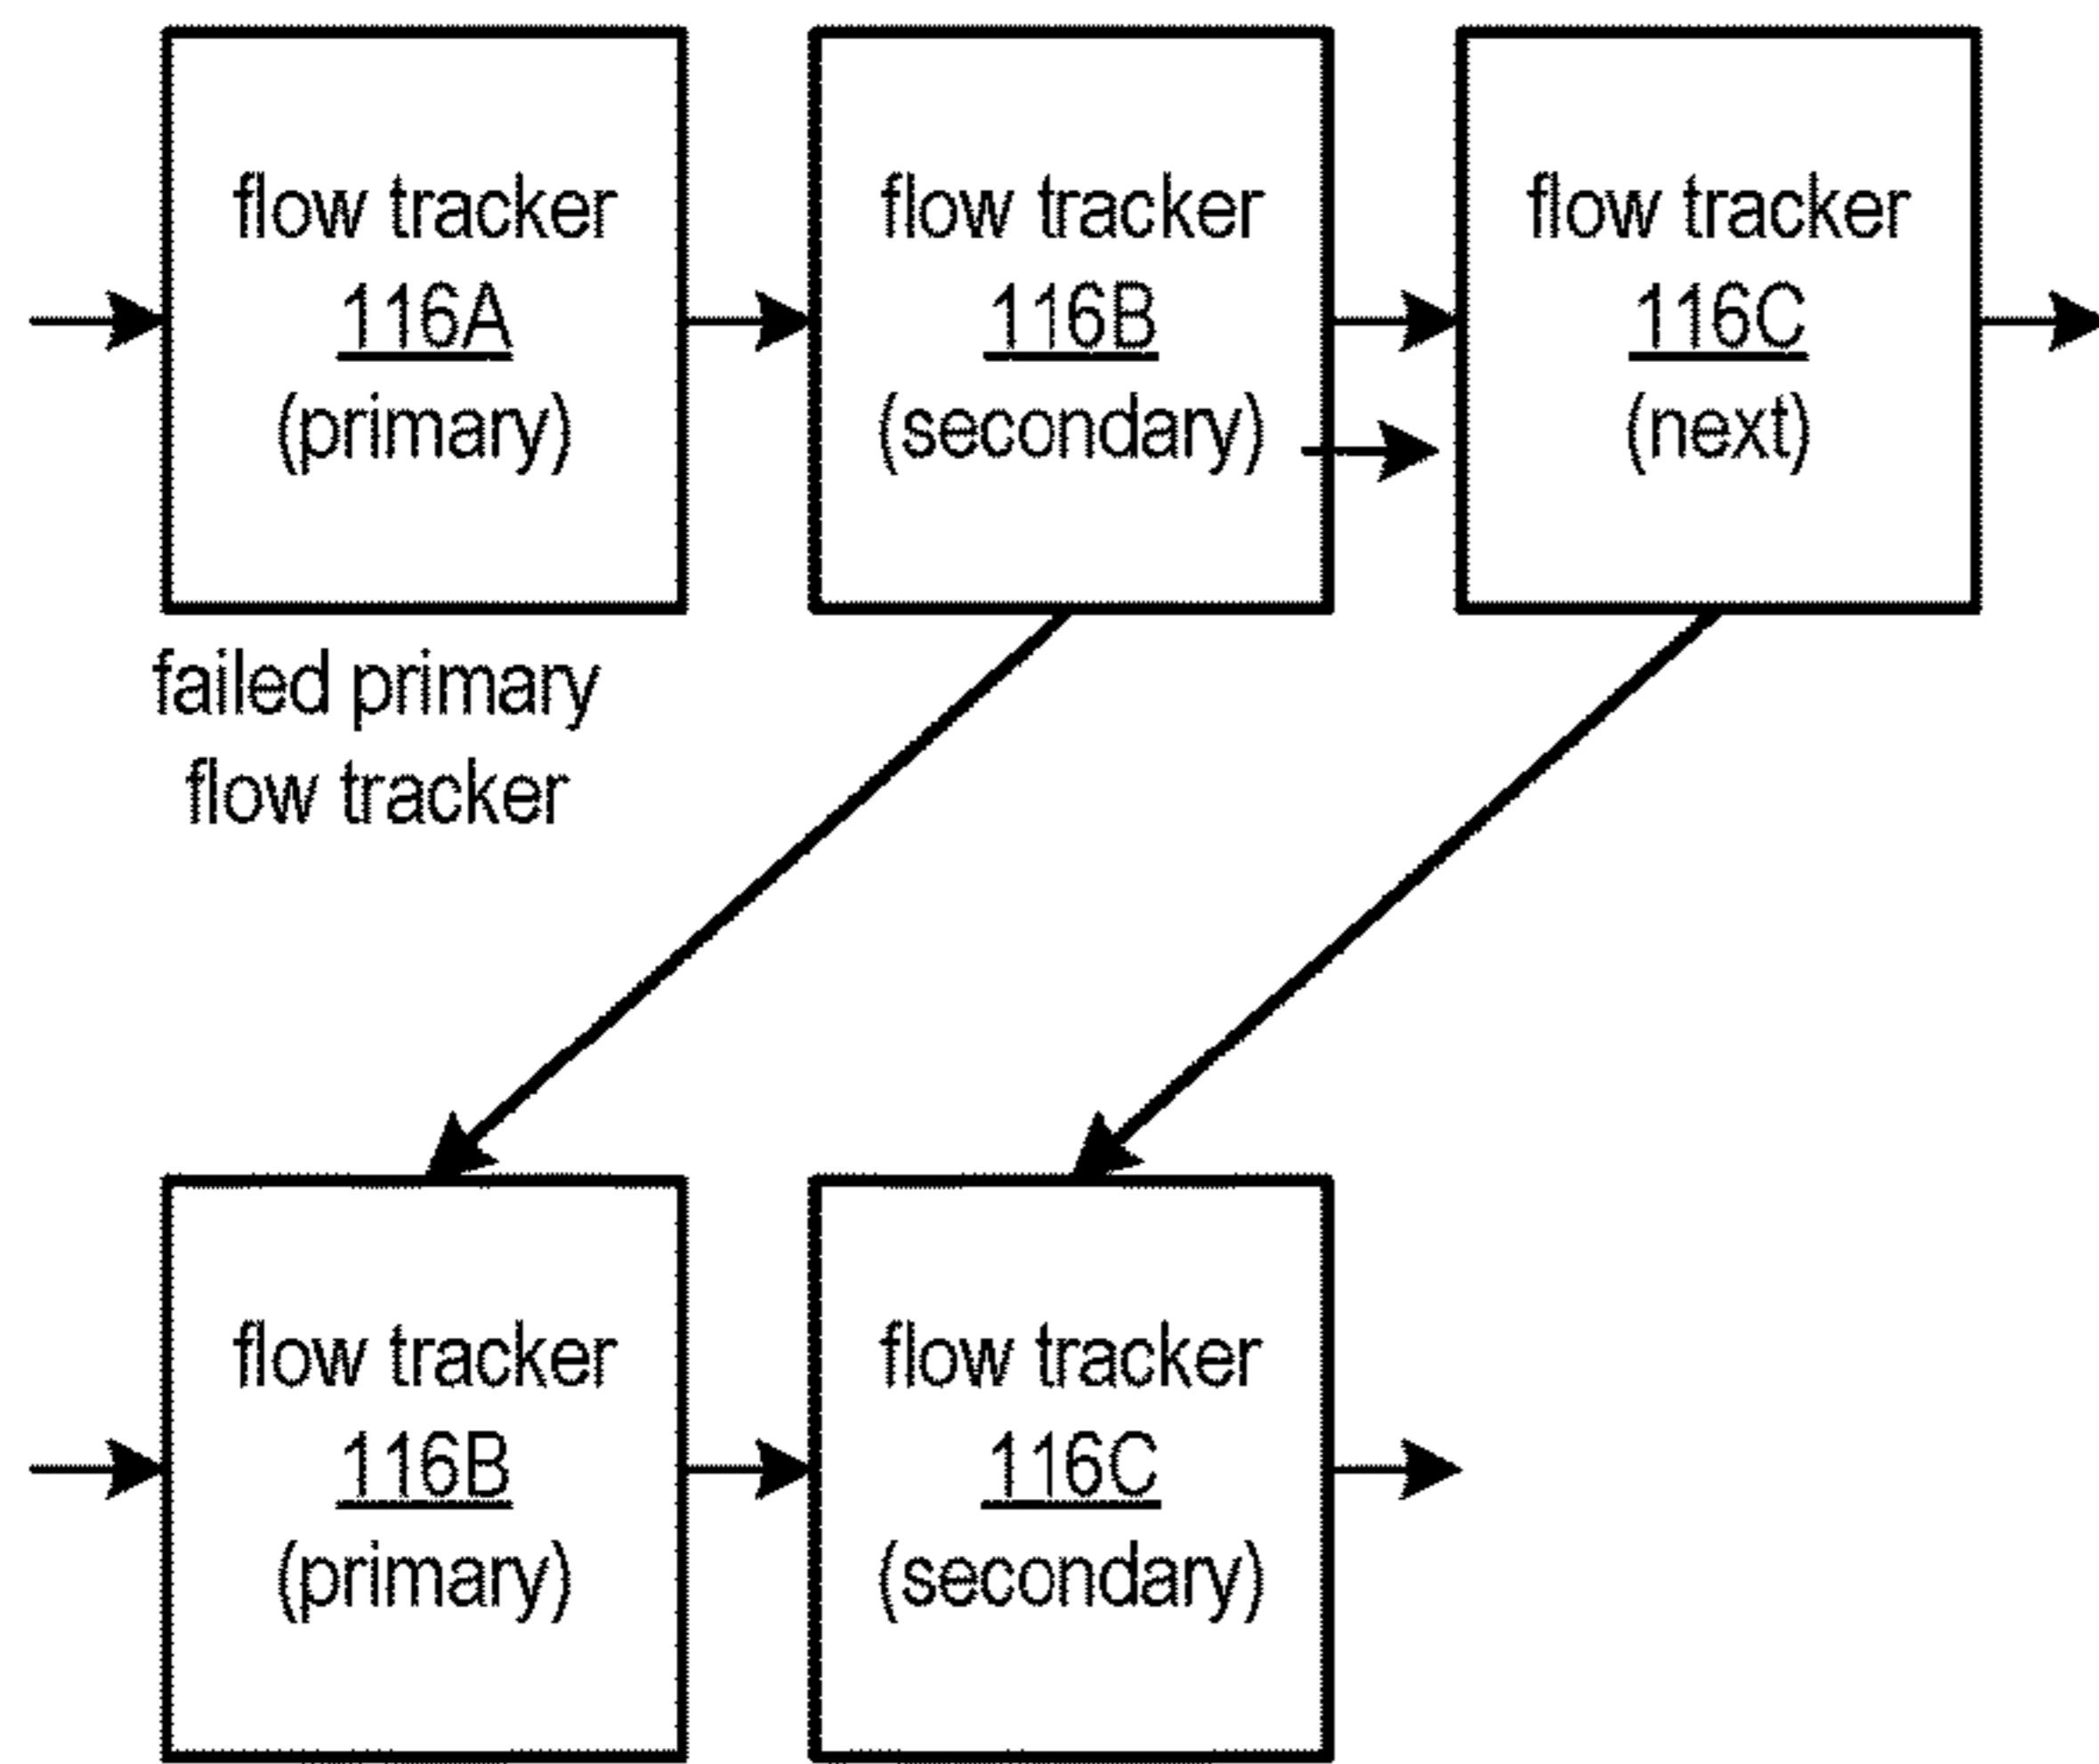 flow tracker
116A
(primary)
flow tracker
116B
(secondary)
flow tracker
116C
(next)
failed primary
flow tracker
flow tracker
116B
(primary)
flow tracker
116C
(secondary)